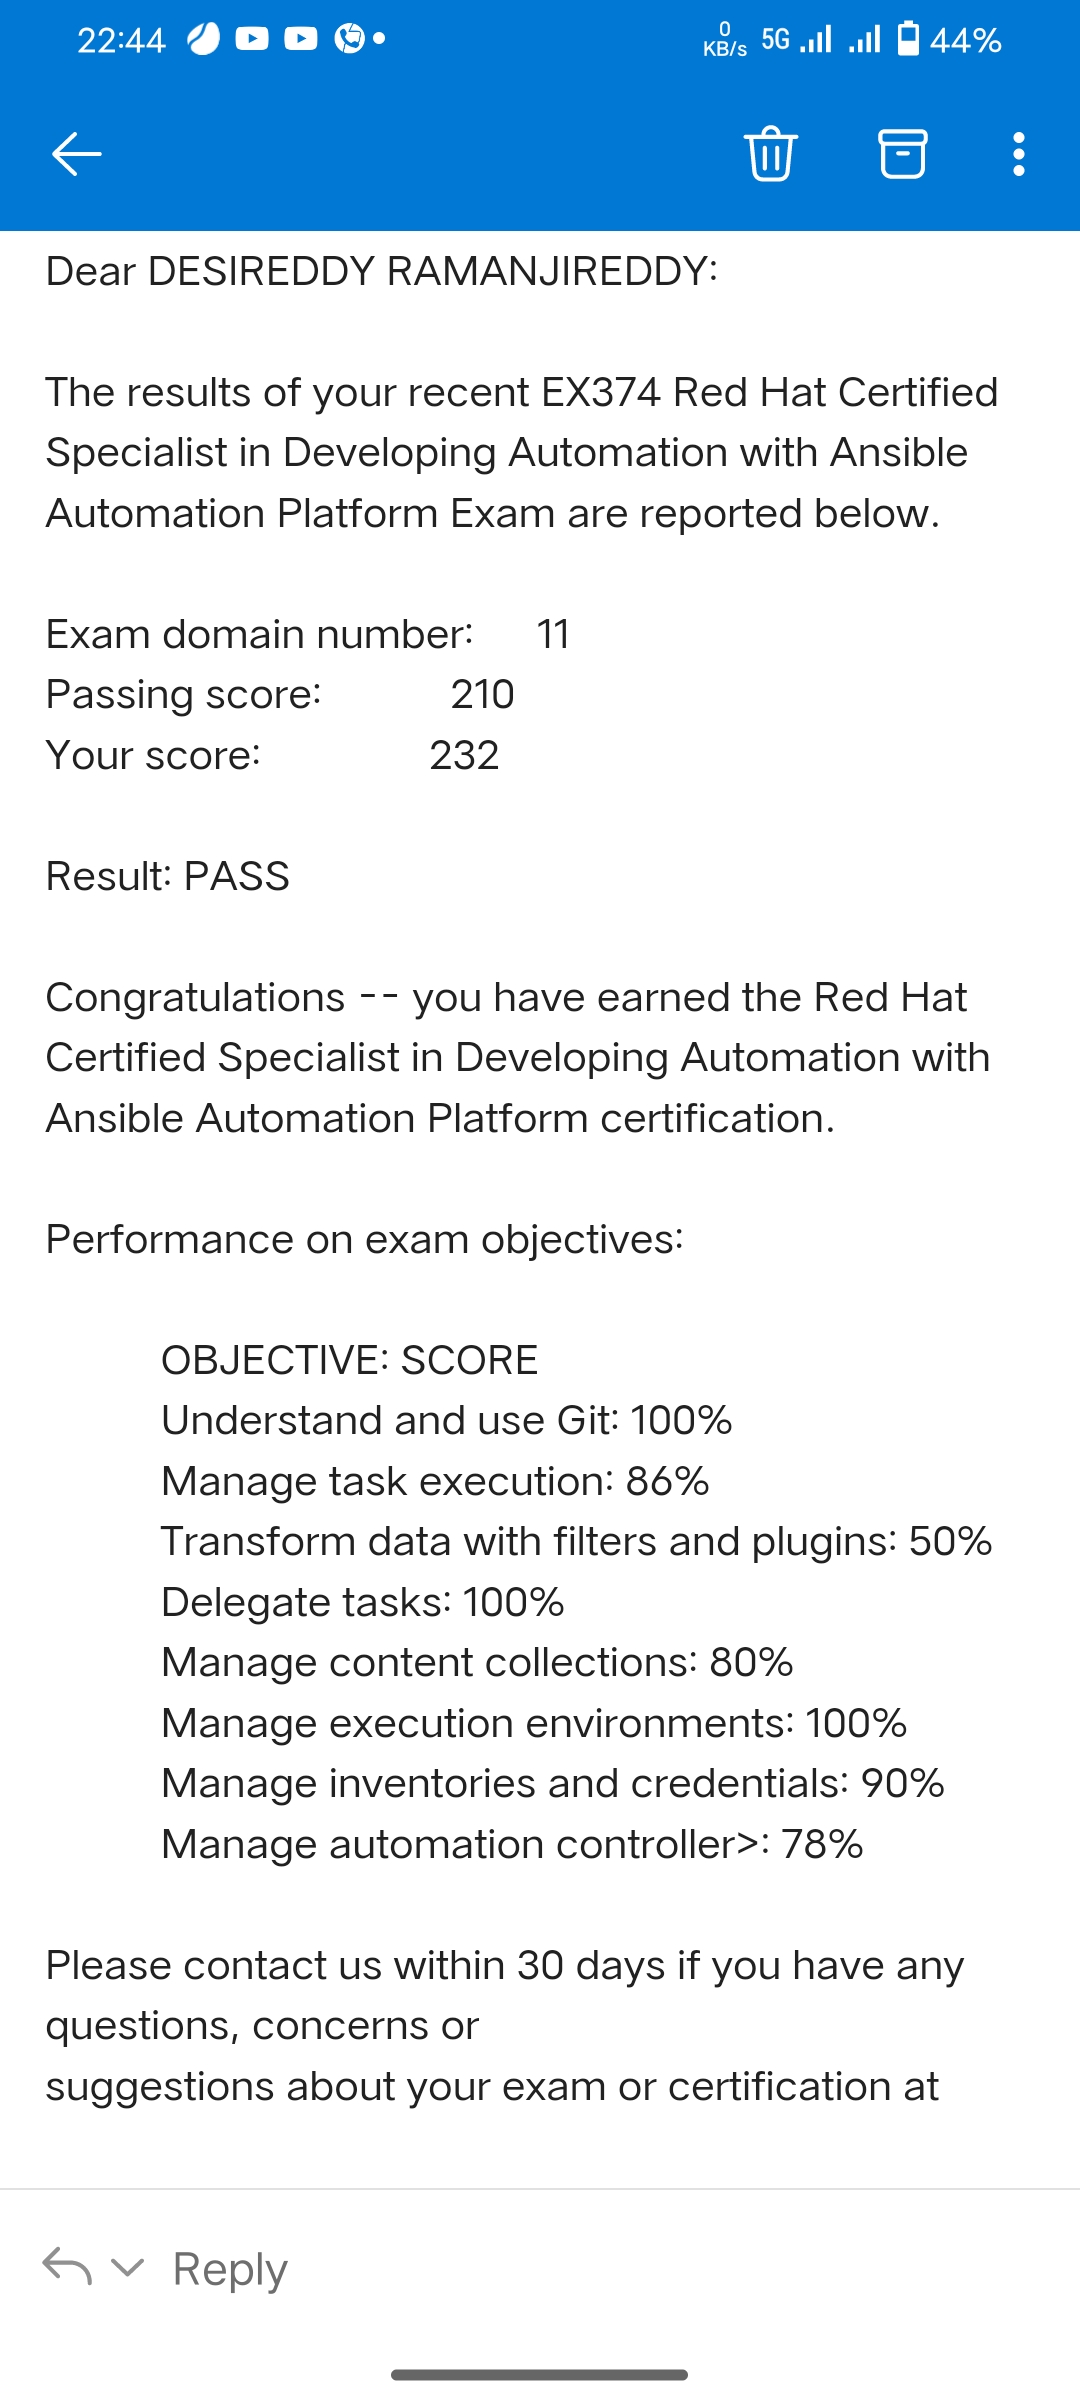 22:44 0 KB/s 5G 44%
Dear DESIREDDY RAMANJIREDDY:
The results of your recent EX374 Red Hat Certified
Specialist in Developing Automation with Ansible
Automation Platform Exam are reported below.
Exam domain number: 11
Passing score: 210
Your score: 232
Result: PASS
Congratulations -- you have earned the Red Hat
Certified Specialist in Developing Automation with
Ansible Automation Platform certification.
Performance on exam objectives:
OBJECTIVE: SCORE
Understand and use Git: 100%
Manage task execution: 86%
Transform data with filters and plugins: 50%
Delegate tasks: 100%
Manage content collections: 80%
Manage execution environments: 100%
Manage inventories and credentials: 90%
Manage automation controller>: 78%
Please contact us within 30 days if you have any
questions, concerns or
suggestions about your exam or certification at
Reply